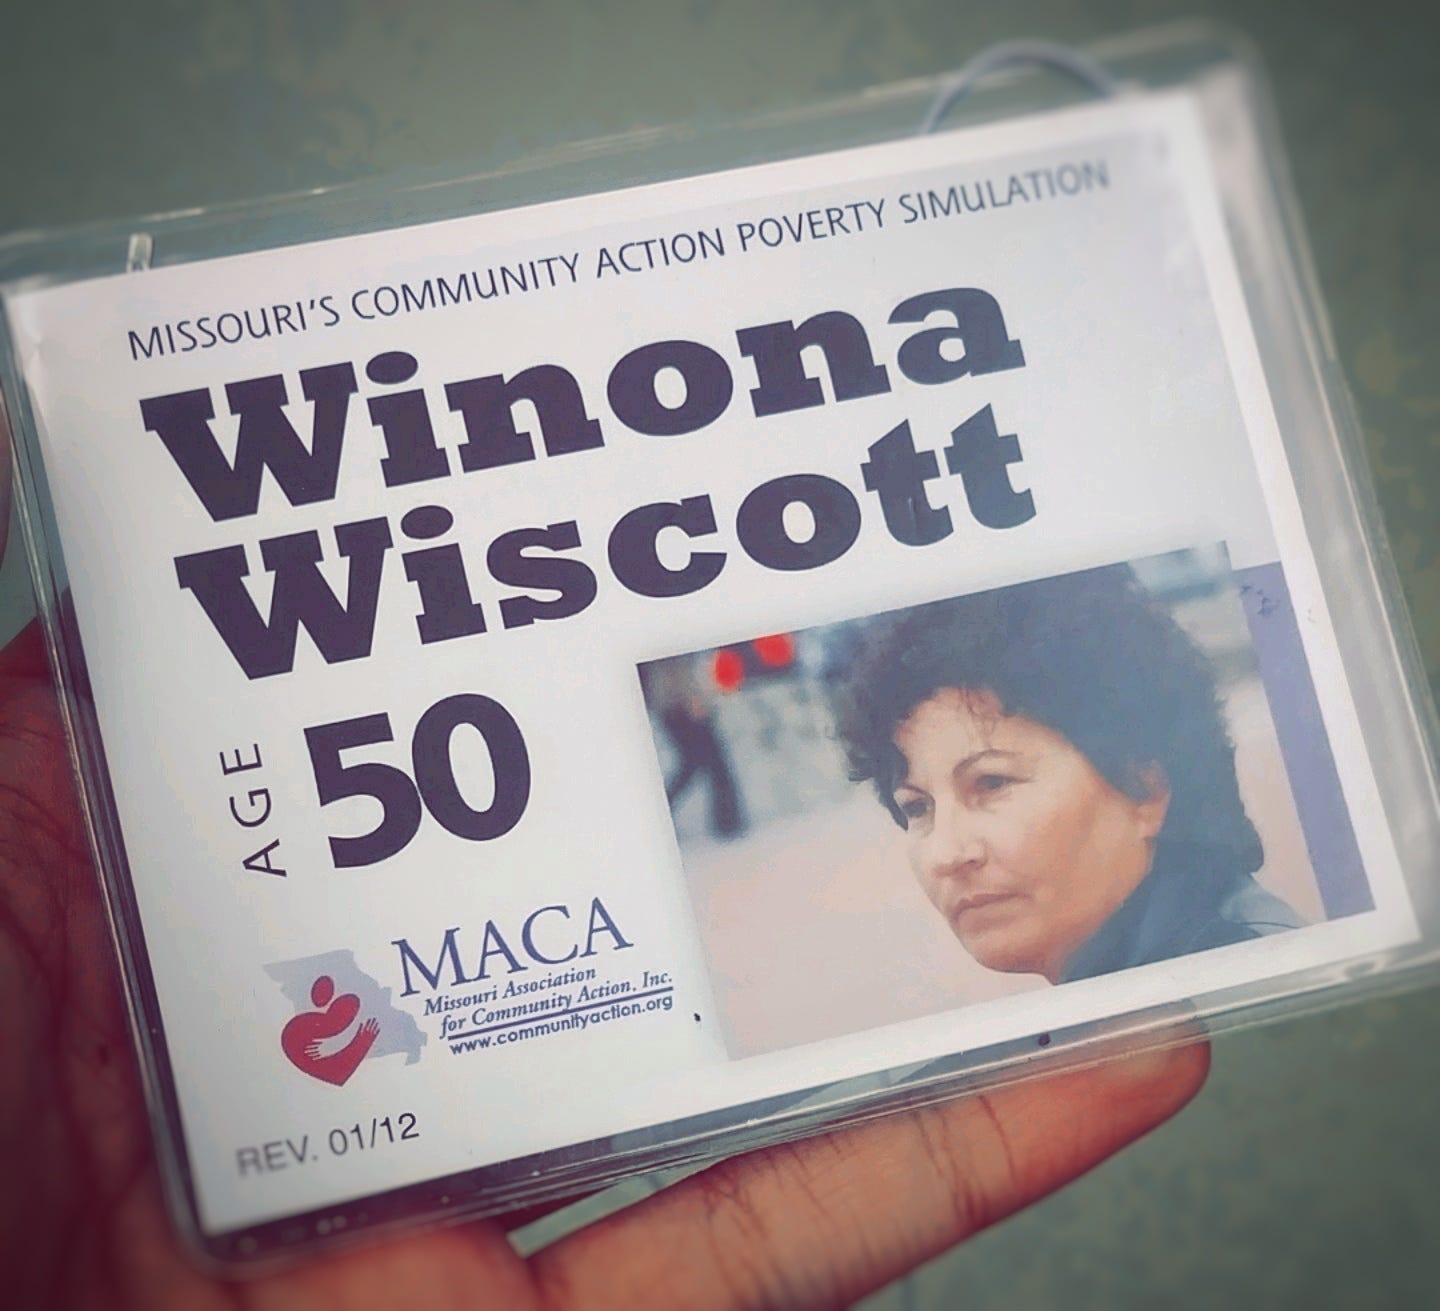 MISSOURI'S COMMUNITY ACTION POVERTY SIMULATION
Winona
Wiscott
AGE 50
MACA
Missouri Association
for Community Action, Inc.
www.communityaction.org
REV. 01/12